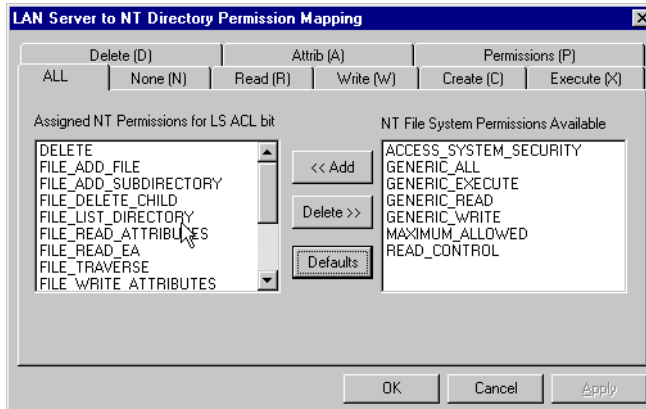 LAN Server to NT Directory Permission Mapping
Delete (D) Attrib (A) Permissions (P)
ALL None (N) Read (R) Write (W) Create (C) Execute (X)
Assigned NT Permissions for LS ACL bit
DELETE
FILE_ADD_FILE
FILE_ADD_SUBDIRECTORY
FILE_DELETE_CHILD
FILE_LIST_DIRECTORY
FILE_READ_ATTRIBUTES
FILE_READ_EA
FILE_TRAVERSE
FILE_WRITE_ATTRIBUTES
<< Add
Delete >>
Defaults
NT File System Permissions Available
ACCESS_SYSTEM_SECURITY
GENERIC_ALL
GENERIC_EXECUTE
GENERIC_READ
GENERIC_WRITE
MAXIMUM_ALLOWED
READ_CONTROL
OK Cancel Apply